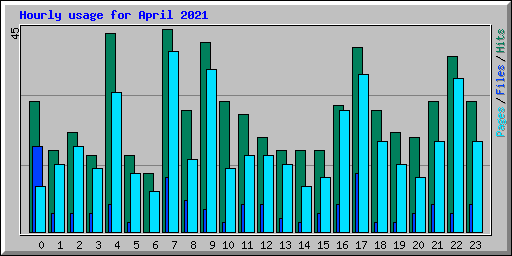 Hourly usage for April 2021
45
Pages/Files/Hits
0 1 2 3 4 5 6 7 8 9 10 11 12 13 14 15 16 17 18 19 20 21 22 23